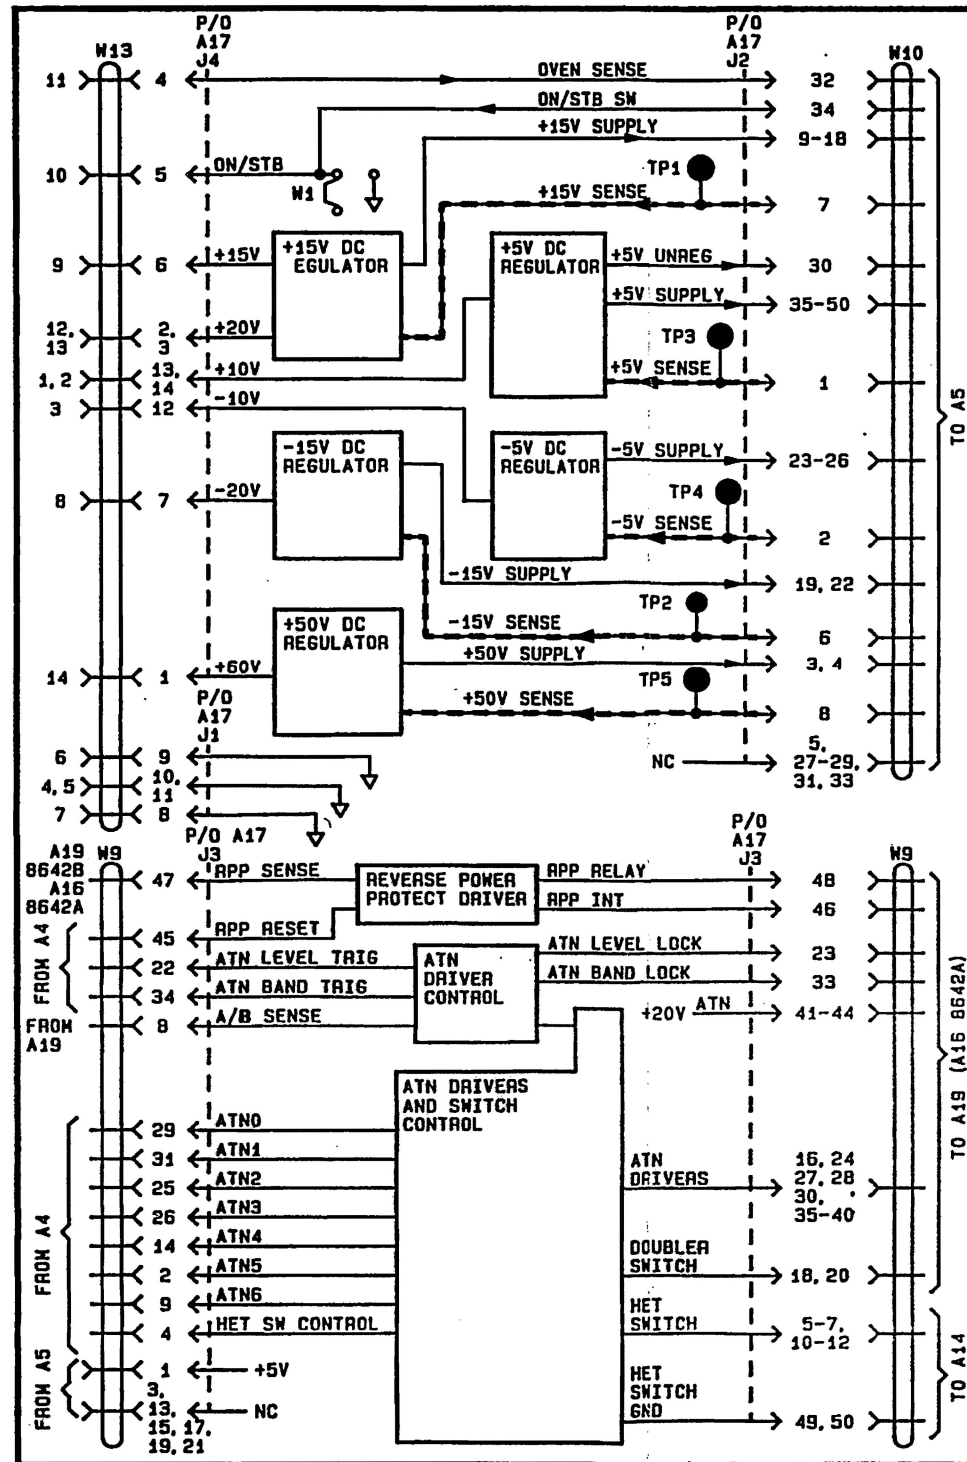 P/O A17 J4
P/O A17 J2
W13
W10
11 4 OVEN SENSE 32
ON/STB SW 34
+15V SUPPLY 9-18
10 5 ON/STB
W1
TP1
+15V SENSE 7
9 6 +15V
+15V DC
EGULATOR
+5V DC
REGULATOR
+5V UNREG 30
+5V SUPPLY 35-50
12, 13 2, 3 +20V
TP3
1, 2 13, 14 +10V
+5V SENSE 1
3 12 -10V
TO A5
-15V DC
REGULATOR
-5V DC
REGULATOR
-5V SUPPLY 23-26
8 7 -20V
TP4
-5V SENSE 2
-15V SUPPLY 19, 22
TP2
-15V SENSE 6
+50V DC
REGULATOR
+50V SUPPLY 3, 4
14 1 +60V
TP5
+50V SENSE 8
P/O A17 J1
6 9
NC 5, 27-29, 31, 33
4, 5 10, 11
7 8
P/O A17 J3
P/O A17 J3
A19 8642B
A16 8642A
W9
W9
47 RPP SENSE
REVERSE POWER
PROTECT DRIVER
RPP RELAY 48
RPP INT 46
FROM A4
45 RPP RESET
22 ATN LEVEL TRIG
34 ATN BAND TRIG
ATN
DRIVER
CONTROL
ATN LEVEL LOCK 23
ATN BAND LOCK 33
FROM A19
8 A/B SENSE
+20V ATN 41-44
TO A19 (A16 8642A)
ATN DRIVERS
AND SWITCH
CONTROL
FROM A4
29 ATN0
31 ATN1
25 ATN2
26 ATN3
14 ATN4
2 ATN5
9 ATN6
4 HET SW CONTROL
ATN
DRIVERS
16, 24
27, 28
30,
35-40
DOUBLER
SWITCH 18, 20
HET
SWITCH 5-7,
10-12
TO A14
FROM A5
1 +5V
3,
13, NC
15, 17,
19, 21
HET
SWITCH
GND 49, 50